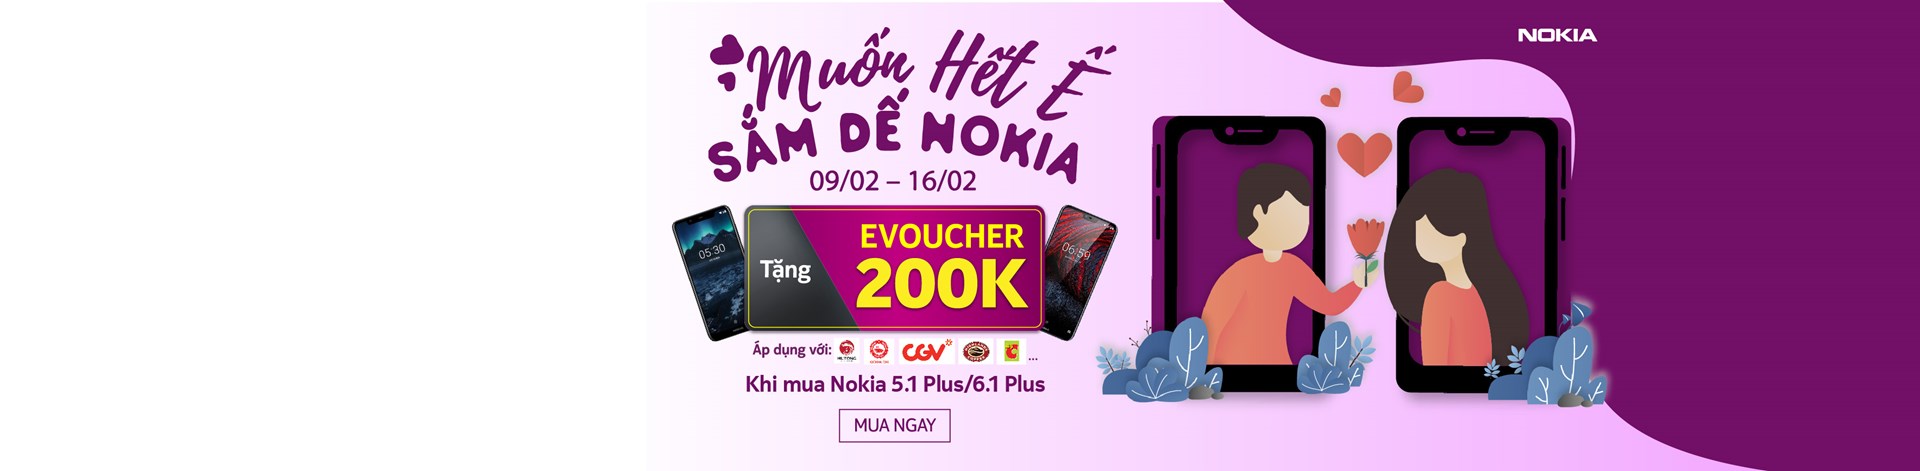 NOKIA
Muốn Hết Ế
SẮM DẾ NOKIA
09/02 – 16/02
05:30
Tặng
EVOUCHER
200K
06:59
Áp dụng với: CGV ...
Khi mua Nokia 5.1 Plus/6.1 Plus
MUA NGAY